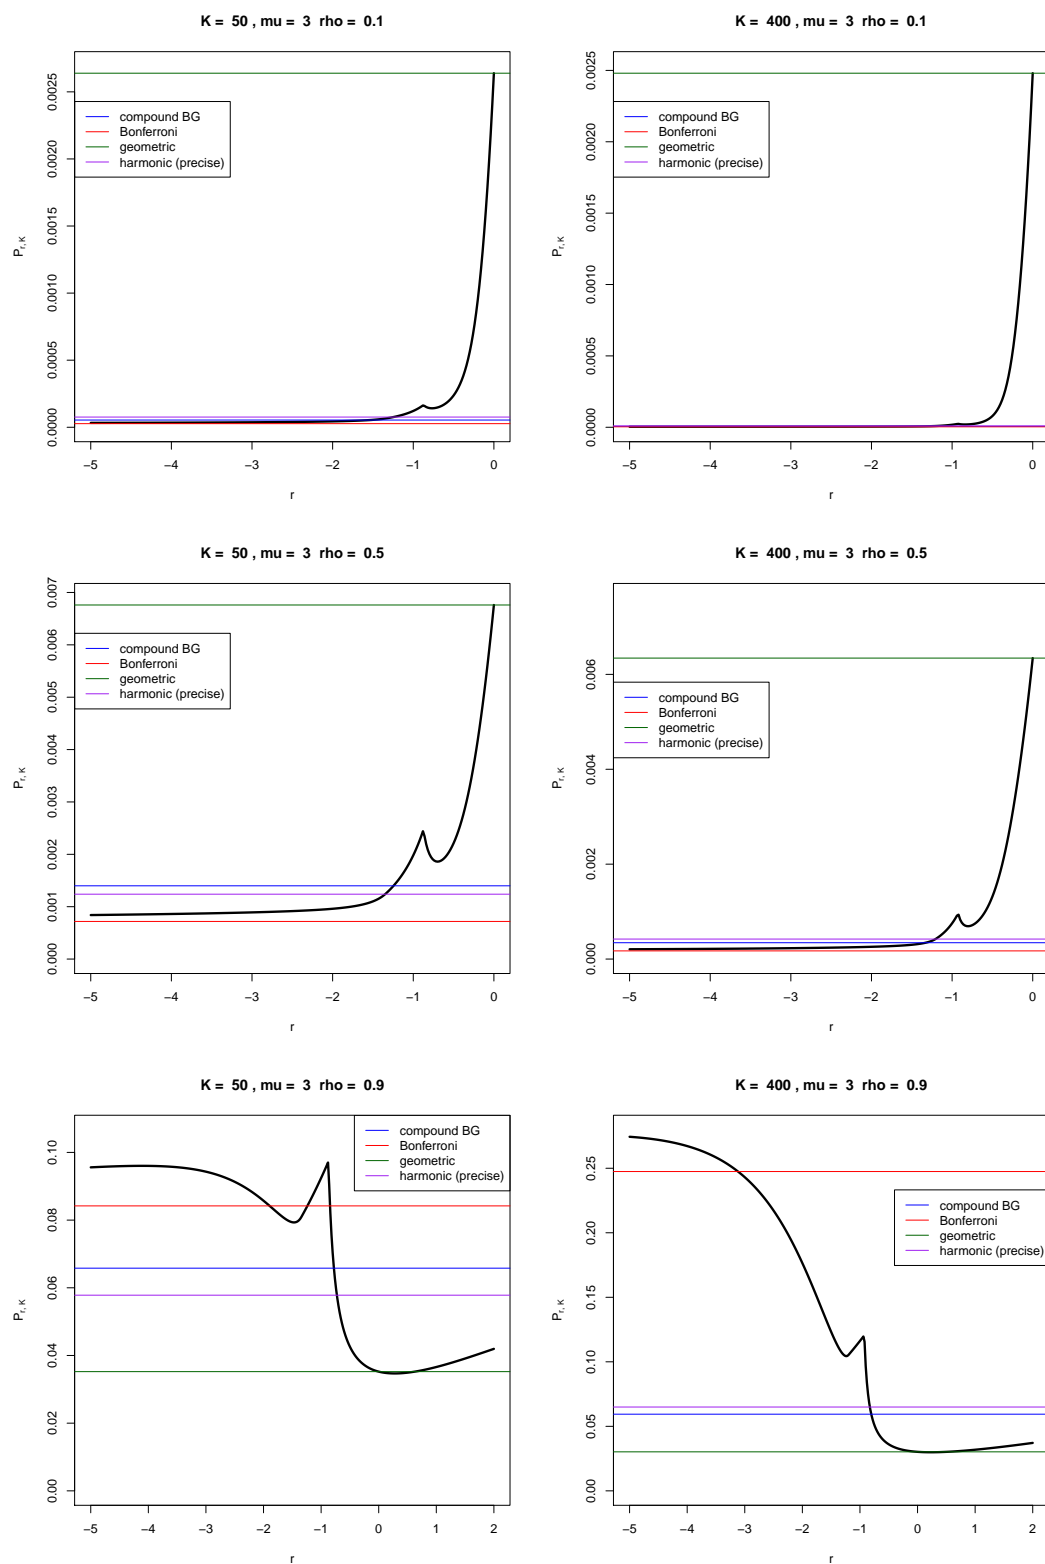 K = 50 , mu = 3 rho = 0.1
0.0025
0.0020
0.0015
0.0010
0.0005
0.0000
P r, K
compound BG
Bonferroni
geometric
harmonic (precise)
−5 −4 −3 −2 −1 0
r
K = 400 , mu = 3 rho = 0.1
0.0025
0.0020
0.0015
0.0010
0.0005
0.0000
P r, K
compound BG
Bonferroni
geometric
harmonic (precise)
−5 −4 −3 −2 −1 0
r
K = 50 , mu = 3 rho = 0.5
0.007
0.006
0.005
0.004
0.003
0.002
0.001
0.000
P r, K
compound BG
Bonferroni
geometric
harmonic (precise)
−5 −4 −3 −2 −1 0
r
K = 400 , mu = 3 rho = 0.5
0.006
0.004
0.002
0.000
P r, K
compound BG
Bonferroni
geometric
harmonic (precise)
−5 −4 −3 −2 −1 0
r
K = 50 , mu = 3 rho = 0.9
0.10
0.08
0.06
0.04
0.02
0.00
P r, K
compound BG
Bonferroni
geometric
harmonic (precise)
−5 −4 −3 −2 −1 0 1 2
r
K = 400 , mu = 3 rho = 0.9
0.25
0.20
0.15
0.10
0.05
0.00
P r, K
compound BG
Bonferroni
geometric
harmonic (precise)
−5 −4 −3 −2 −1 0 1 2
r